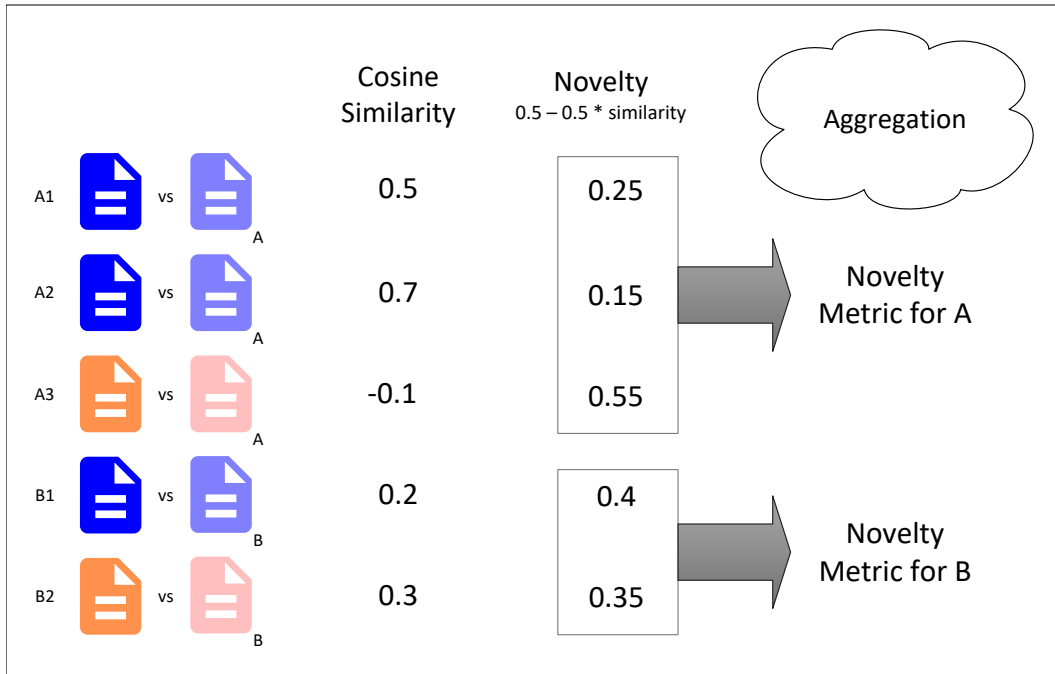 Cosine
Similarity
Novelty
0.5 – 0.5 * similarity
Aggregation
A1 vs A 0.5 0.25
A2 vs A 0.7 0.15
Novelty
Metric for A
A3 vs A -0.1 0.55
B1 vs B 0.2 0.4
Novelty
Metric for B
B2 vs B 0.3 0.35